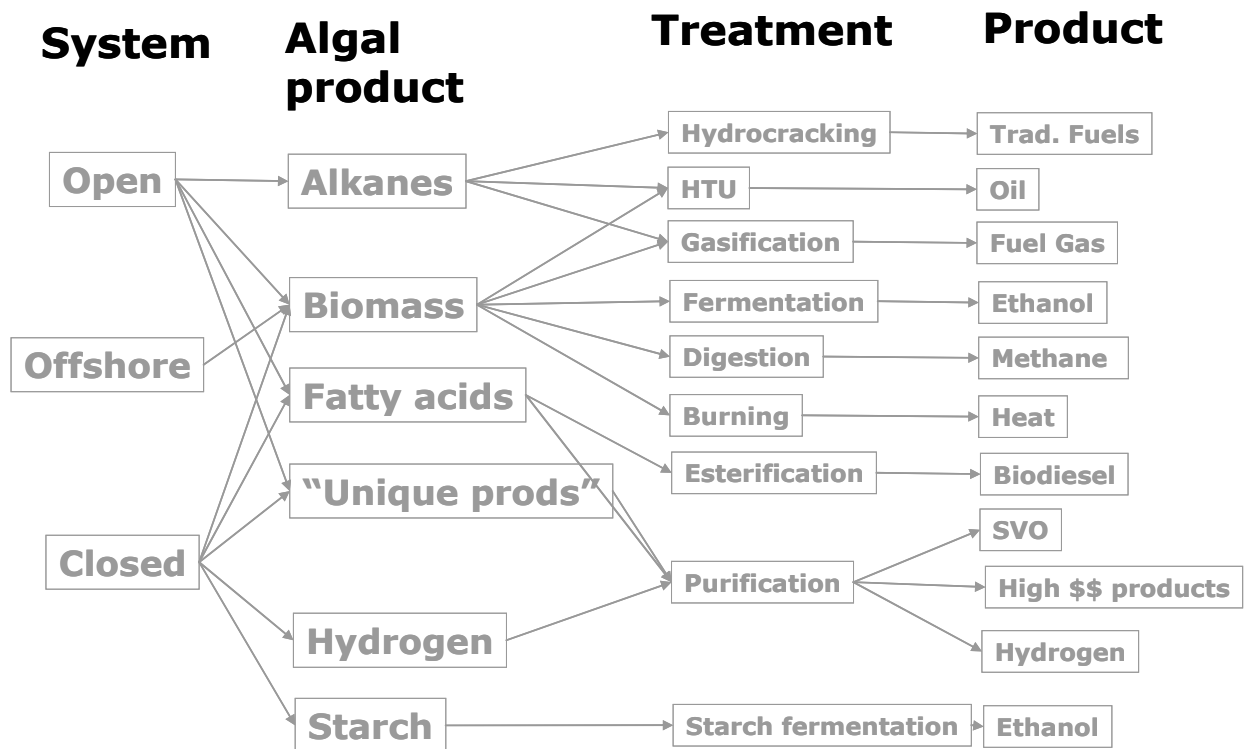 System
Algal
product
Treatment
Product
Open
Offshore
Closed
Alkanes
Biomass
Fatty acids
“Unique prods”
Hydrogen
Starch
Hydrocracking
HTU
Gasification
Fermentation
Digestion
Burning
Esterification
Purification
Starch fermentation
Trad. Fuels
Oil
Fuel Gas
Ethanol
Methane
Heat
Biodiesel
SVO
High $$ products
Hydrogen
Ethanol